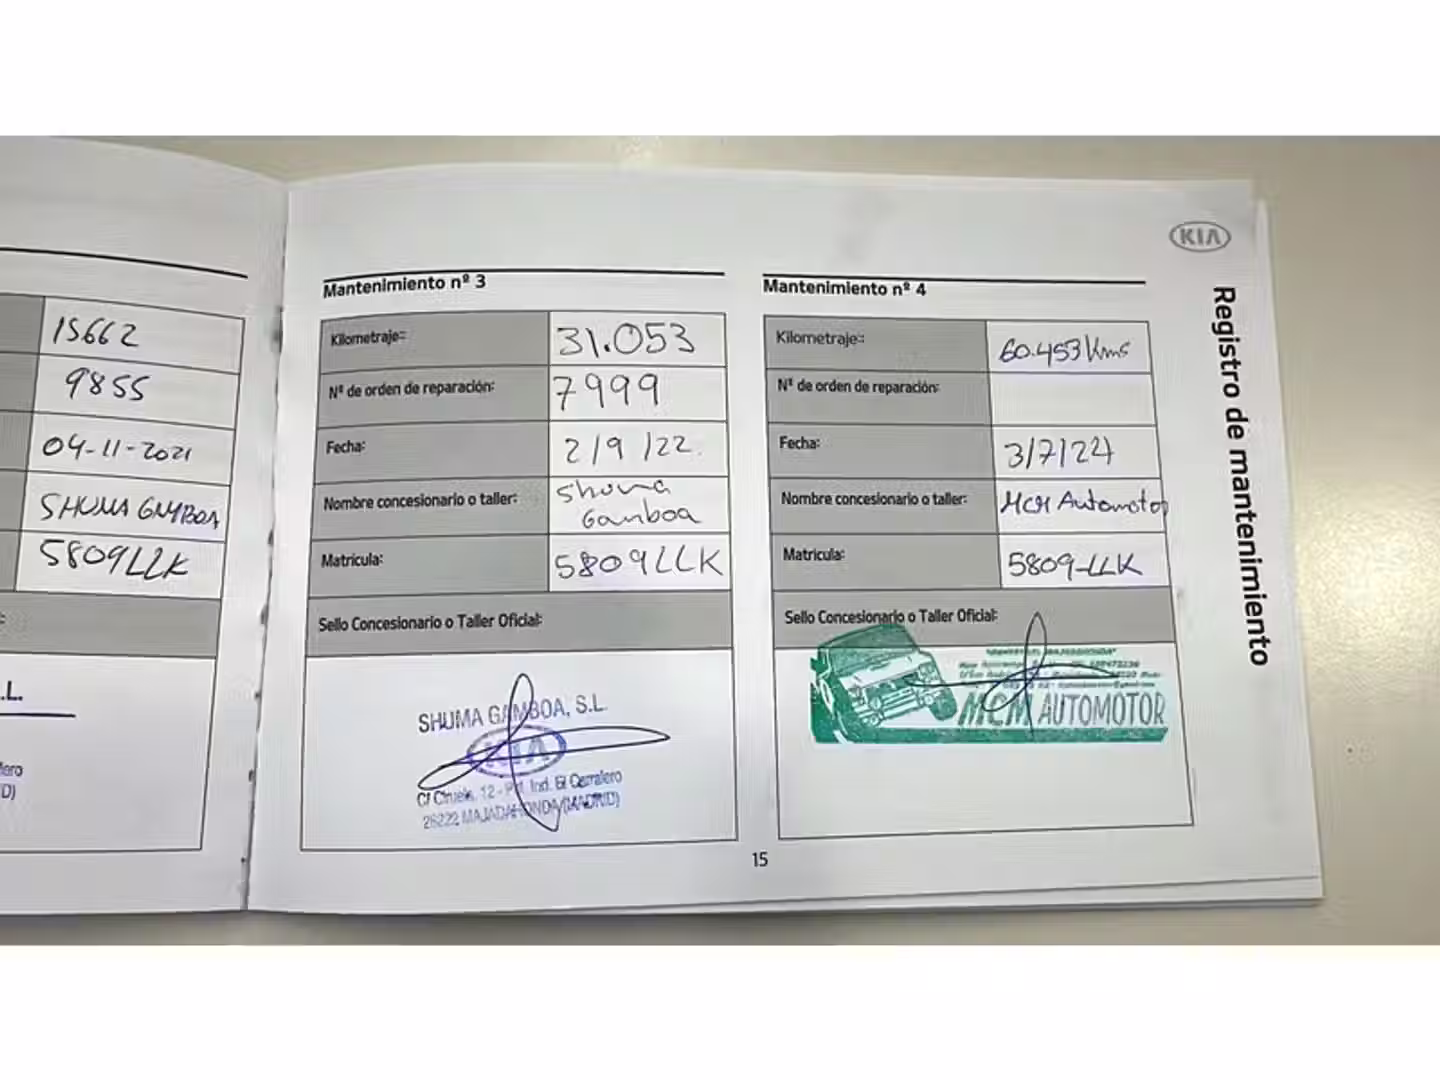 15662
9855
04-11-2021
SHUMA GAMBOA
5809LLK
.L.
D)
Mantenimiento nº 3
Kilometraje:
31.053
Nº de orden de reparación:
7999
Fecha:
2/9/22.
Nombre concesionario o taller:
Shuma
Gamboa
Matrícula:
5809LLK
Sello Concesionario o Taller Oficial:
SHUMA GAMBOA, S.L.
KIA
C/ Ciruela, 12 - Pol. Ind. El Carralero
28222 MAJADAHONDA (MADRID)
Mantenimiento nº 4
Kilometraje:
60.453 Kms
Nº de orden de reparación:
Fecha:
3/7/24
Nombre concesionario o taller:
MCM Automotor
Matrícula:
5809-LLK
Sello Concesionario o Taller Oficial:
MCM AUTOMOTOR
15
KIA
Registro de mantenimiento